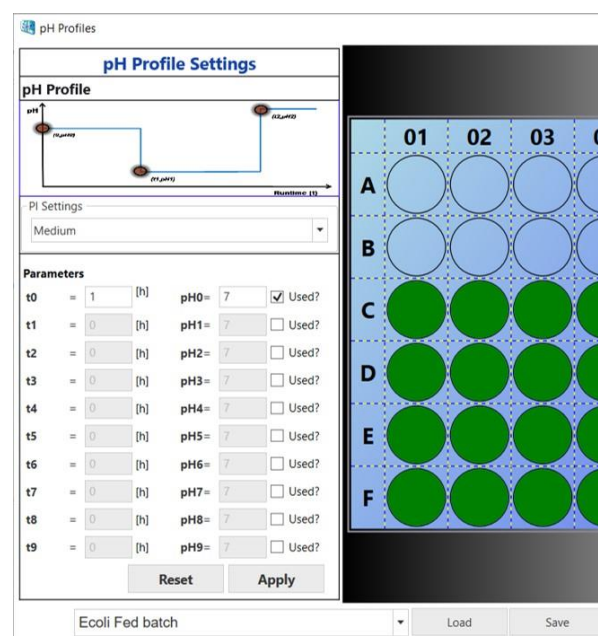 pH Profiles
pH Profile Settings
pH Profile
pH
(t0,pH0)
(t1,pH1)
(t2,pH2)
Runtime (t)
PI Settings
Medium
Parameters
t0 = 1 [h] pH0= 7 Used?
t1 = 0 [h] pH1= 7 Used?
t2 = 0 [h] pH2= 7 Used?
t3 = 0 [h] pH3= 7 Used?
t4 = 0 [h] pH4= 7 Used?
t5 = 0 [h] pH5= 7 Used?
t6 = 0 [h] pH6= 7 Used?
t7 = 0 [h] pH7= 7 Used?
t8 = 0 [h] pH8= 7 Used?
t9 = 0 [h] pH9= 7 Used?
Reset Apply
01 02 03
A
B
C
D
E
F
Ecoli Fed batch
Load Save